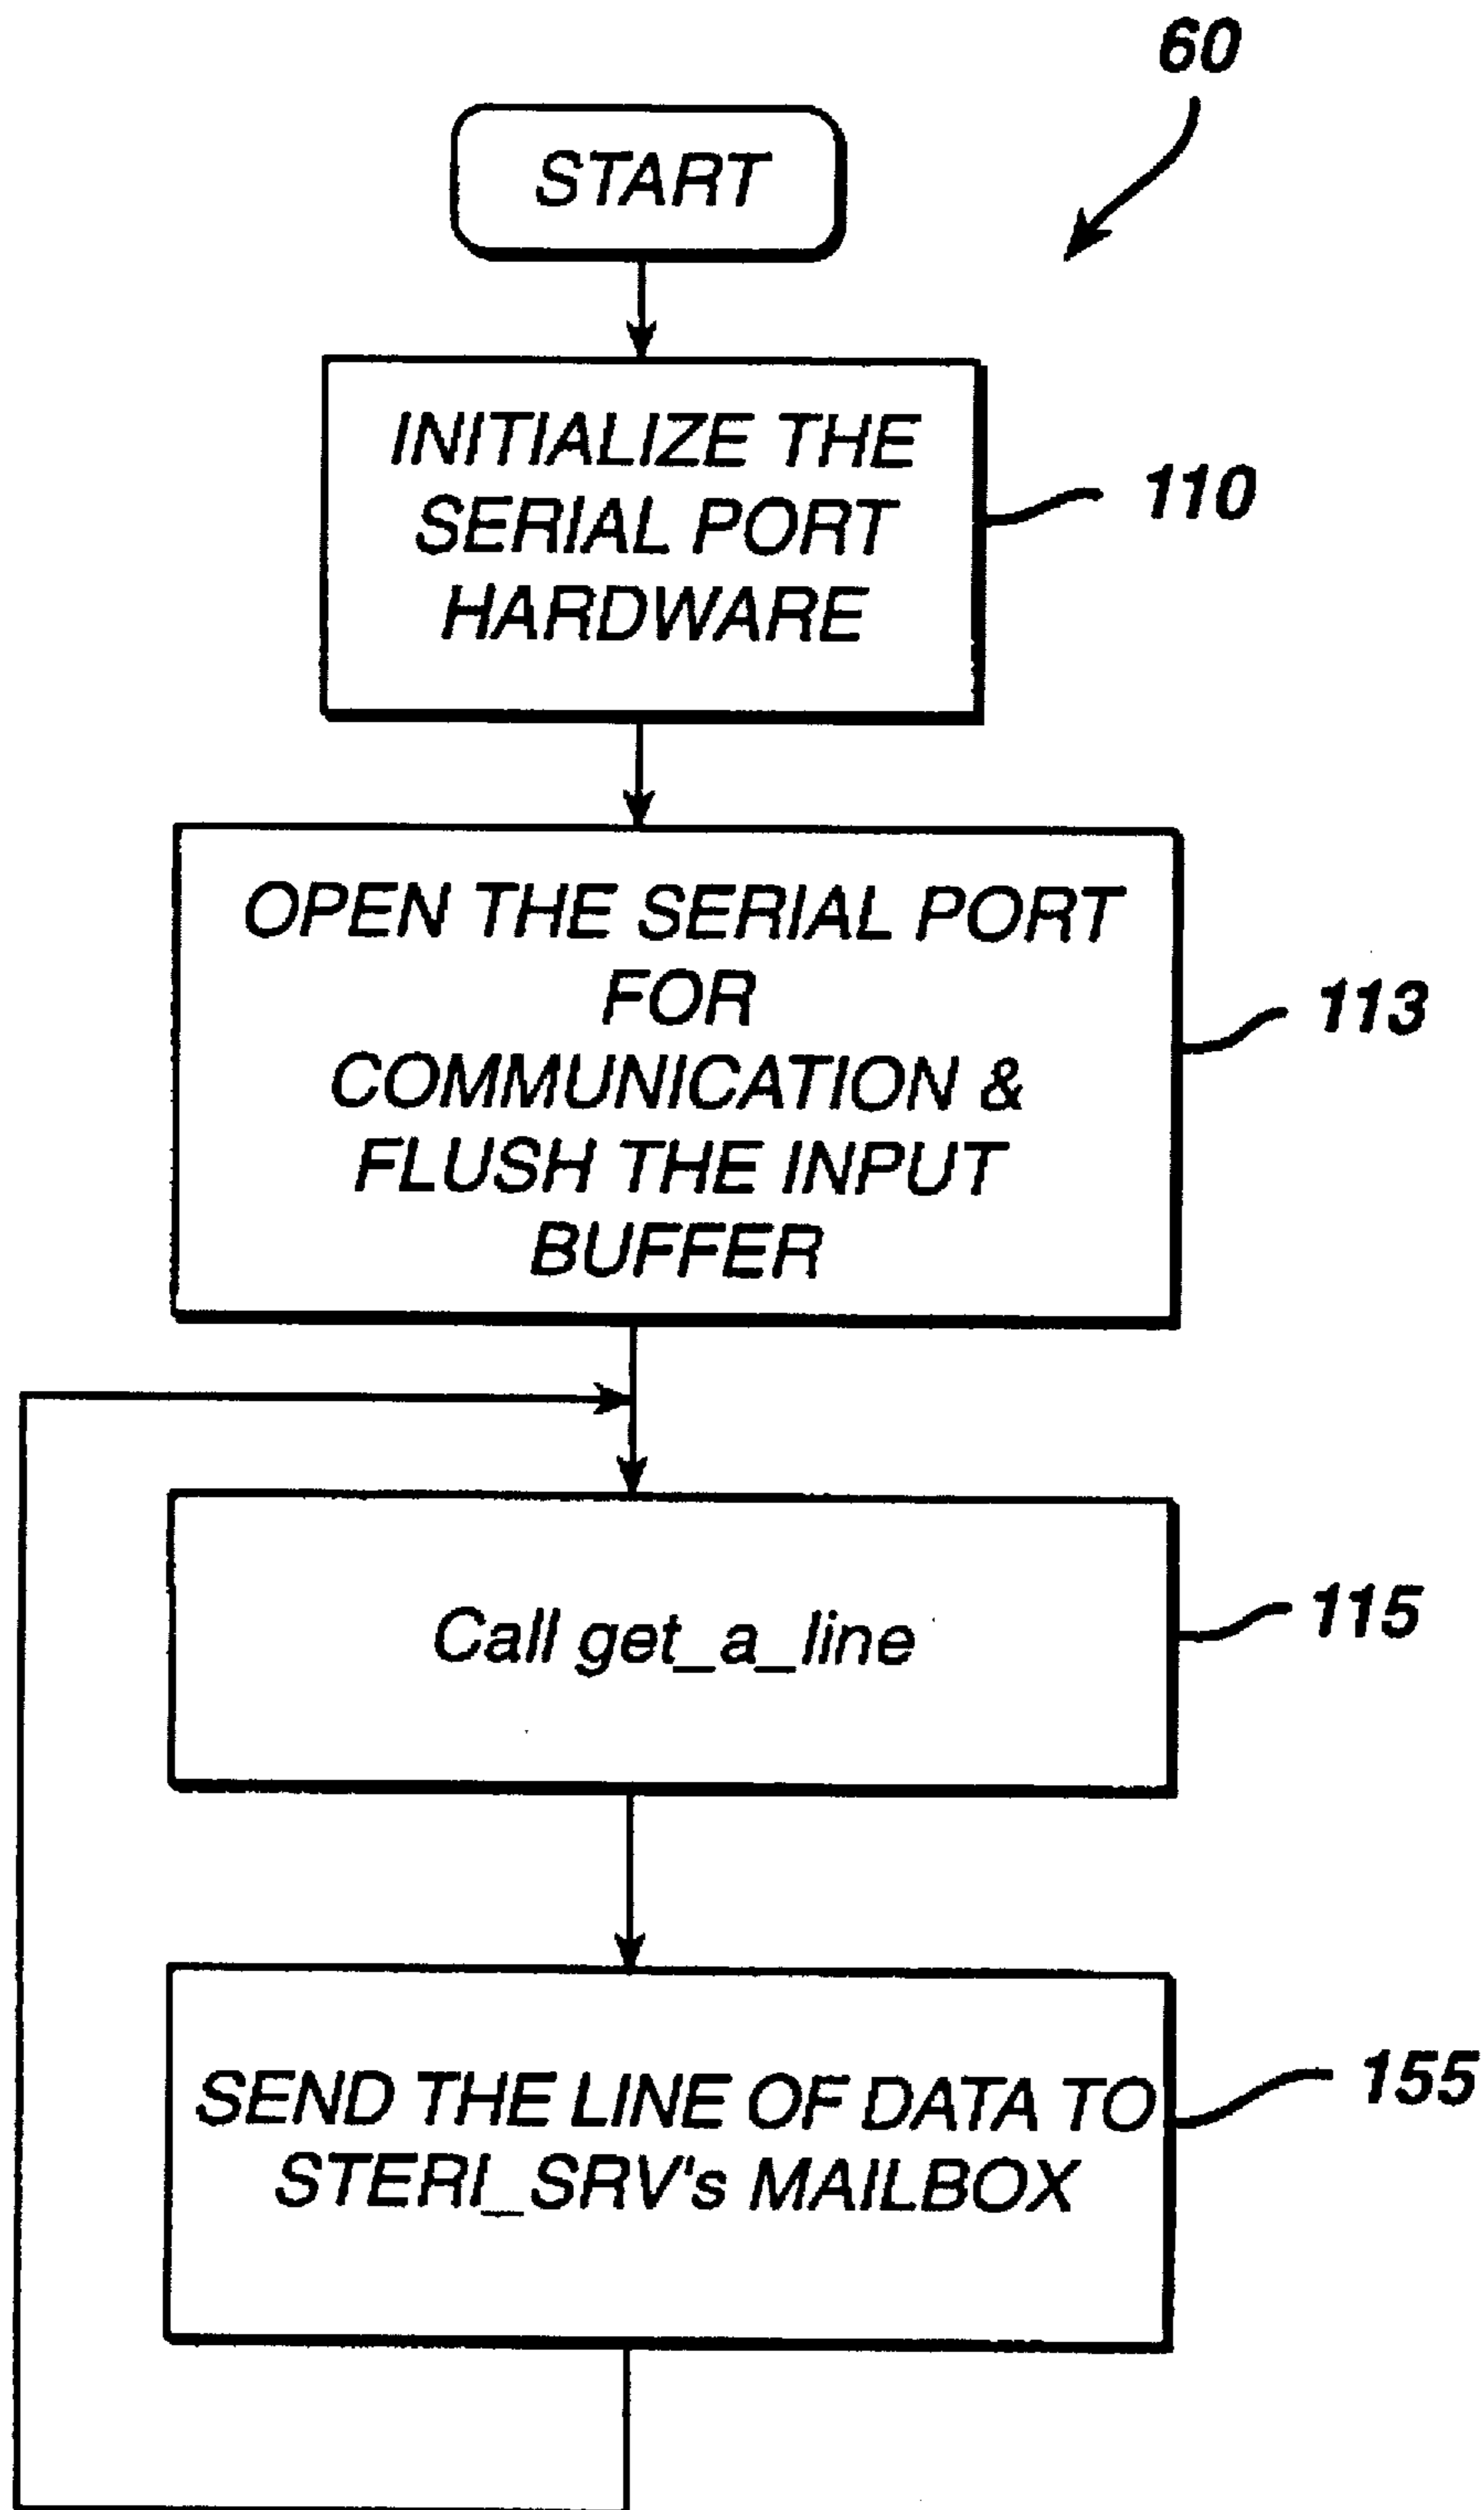 60
START
INITIALIZE THE
SERIAL PORT
HARDWARE
110
OPEN THE SERIAL PORT
FOR
COMMUNICATION &
FLUSH THE INPUT
BUFFER
113
Call get_a_line
115
SEND THE LINE OF DATA TO
STERI_SRV's MAILBOX
155